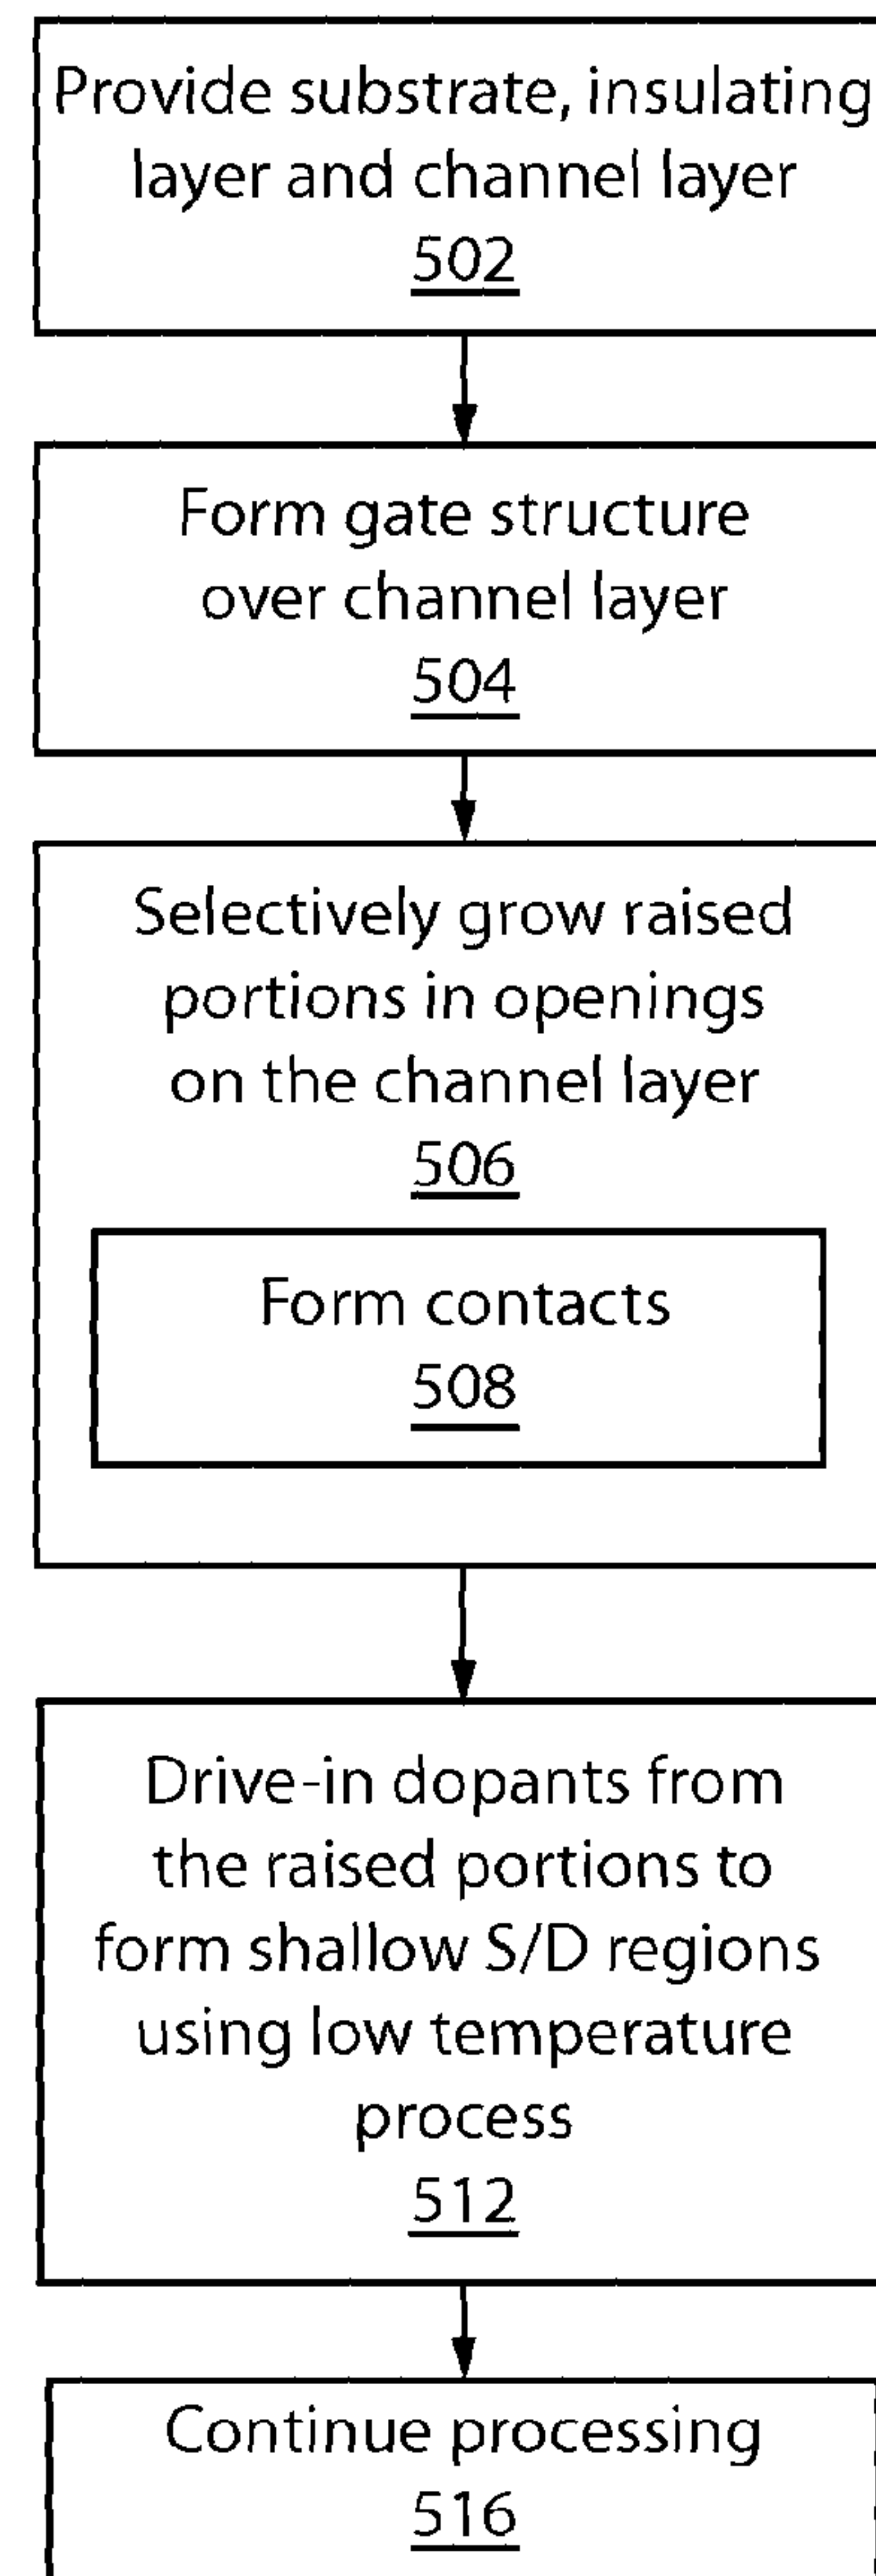 Provide substrate, insulating
layer and channel layer
502
Form gate structure
over channel layer
504
Selectively grow raised
portions in openings
on the channel layer
506
Form contacts
508
Drive-in dopants from
the raised portions to
form shallow S/D regions
using low temperature
process
512
Continue processing
516